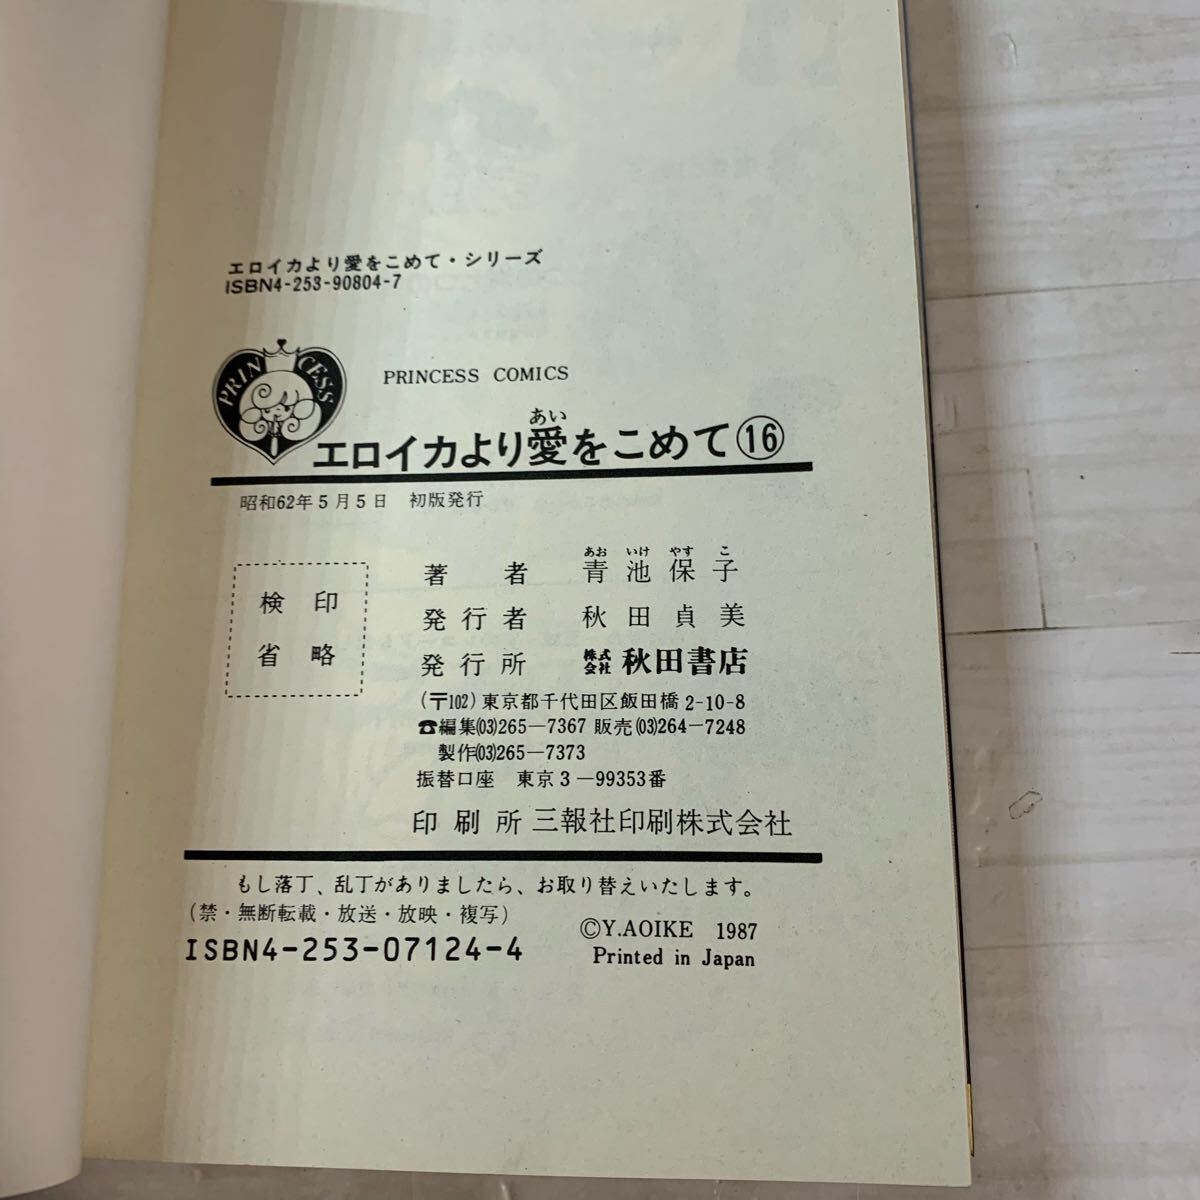 エロイカより愛をこめて・シリーズ
ISBN4-253-90804-7
PRINCESS
PRINCESS COMICS
あい
エロイカより愛をこめて⑯
昭和62年5月5日 初版発行
検印
省略
あおいけやすこ
著者 青池保子
発行者 秋田貞美
発行所 株式会社 秋田書店
(〒102)東京都千代田区飯田橋2-10-8
☎編集(03)265―7367 販売(03)264―7248
製作(03)265―7373
振替口座 東京3―99353番
印刷所 三報社印刷株式会社
もし落丁、乱丁がありましたら、お取り替えいたします。
(禁・無断転載・放送・放映・複写)
ISBN4-253-07124-4
©Y.AOIKE 1987
Printed in Japan